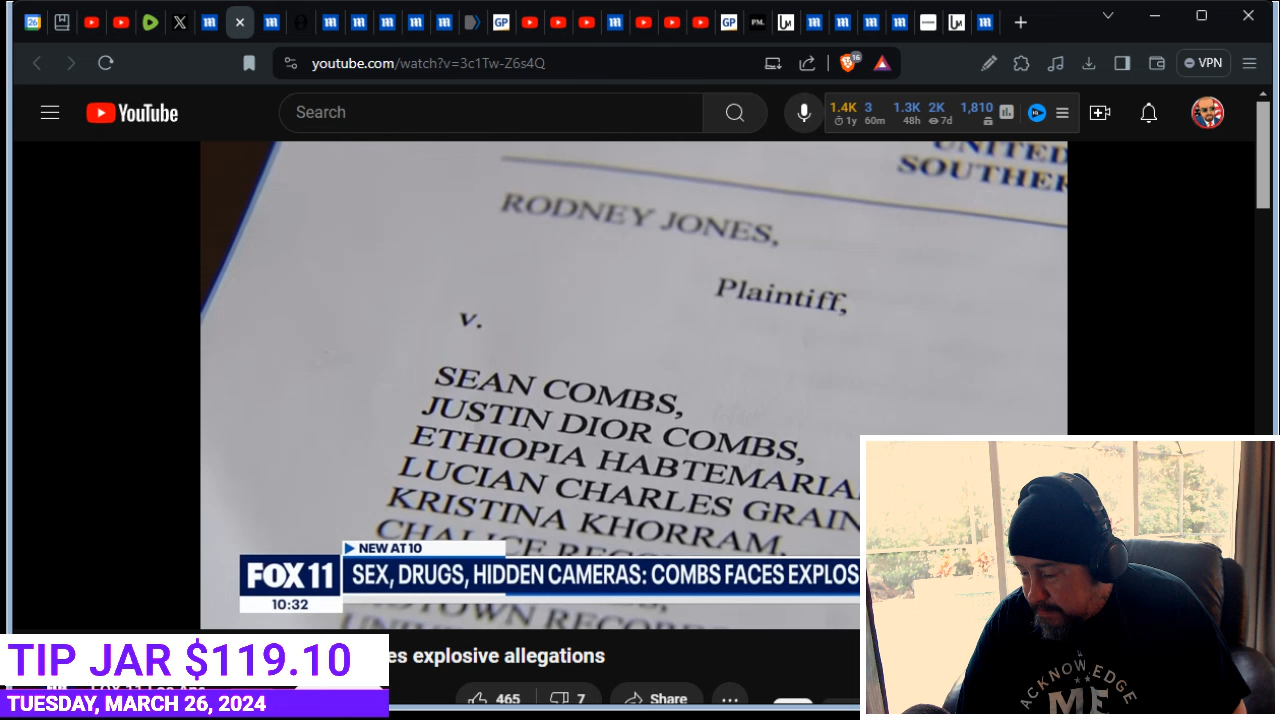 youtube.com/watch?v=3c1Tw-Z6s4Q
VPN
YouTube
Search
1.4K 3 1.3K 2K 1,810
1y 60m 48h 7d
UNITED
SOUTHER
RODNEY JONES,
Plaintiff,
v.
SEAN COMBS,
JUSTIN DIOR COMBS,
ETHIOPIA HABTEMARIA
LUCIAN CHARLES GRAIN
KRISTINA KHORRAM,
NEW AT 10
FOX 11
SEX, DRUGS, HIDDEN CAMERAS: COMBS FACES EXPLOS
10:32
TIP JAR $119.10
es explosive allegations
465
7
Share
TUESDAY, MARCH 26, 2024
ACKNOWLEDGE
ME